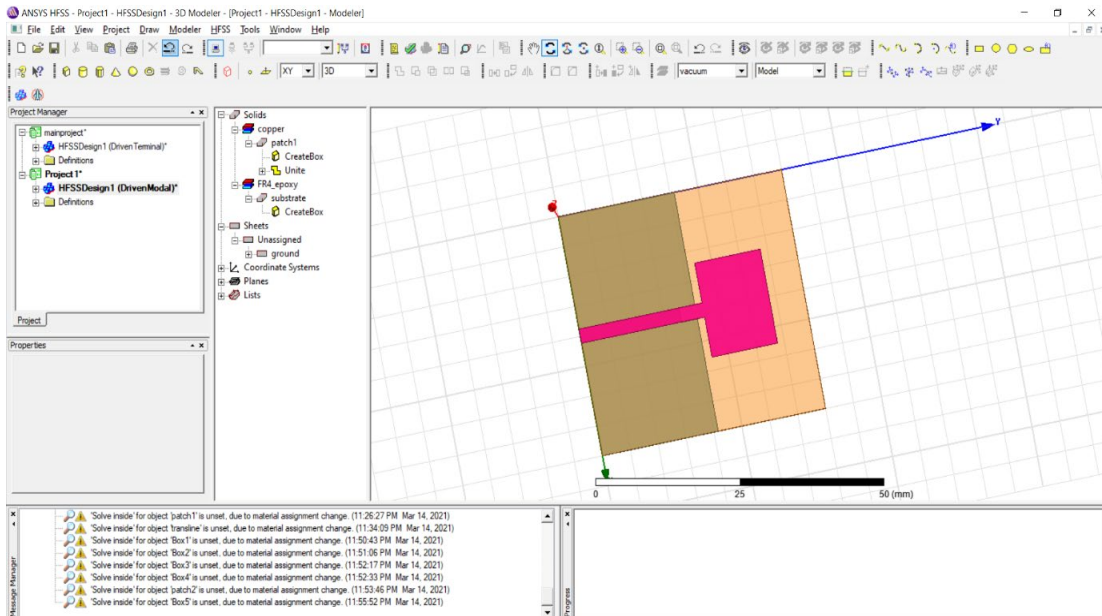 ANSYS HFSS - Project1 - HFSSDesign1 - 3D Modeler - [Project1 - HFSSDesign1 - Modeler]
File Edit View Project Draw Modeler HFSS Tools Window Help
XY 3D vacuum Model
Project Manager
mainproject*
HFSSDesign1 (DrivenTerminal)*
Definitions
Project1*
HFSSDesign1 (DrivenModal)*
Definitions
Project
Properties
Solids
copper
patch1
CreateBox
Unite
FR4_epoxy
substrate
CreateBox
Sheets
Unassigned
ground
Coordinate Systems
Planes
Lists
Y
0 25 50 (mm)
Message Manager
'Solve inside' for object 'patch1' is unset, due to material assignment change. (11:26:27 PM Mar 14, 2021)
'Solve inside' for object 'transline' is unset, due to material assignment change. (11:34:09 PM Mar 14, 2021)
'Solve inside' for object 'Box1' is unset, due to material assignment change. (11:50:43 PM Mar 14, 2021)
'Solve inside' for object 'Box2' is unset, due to material assignment change. (11:51:06 PM Mar 14, 2021)
'Solve inside' for object 'Box3' is unset, due to material assignment change. (11:52:17 PM Mar 14, 2021)
'Solve inside' for object 'Box4' is unset, due to material assignment change. (11:52:33 PM Mar 14, 2021)
'Solve inside' for object 'patch2' is unset, due to material assignment change. (11:53:46 PM Mar 14, 2021)
'Solve inside' for object 'Box5' is unset, due to material assignment change. (11:55:52 PM Mar 14, 2021)
Progress